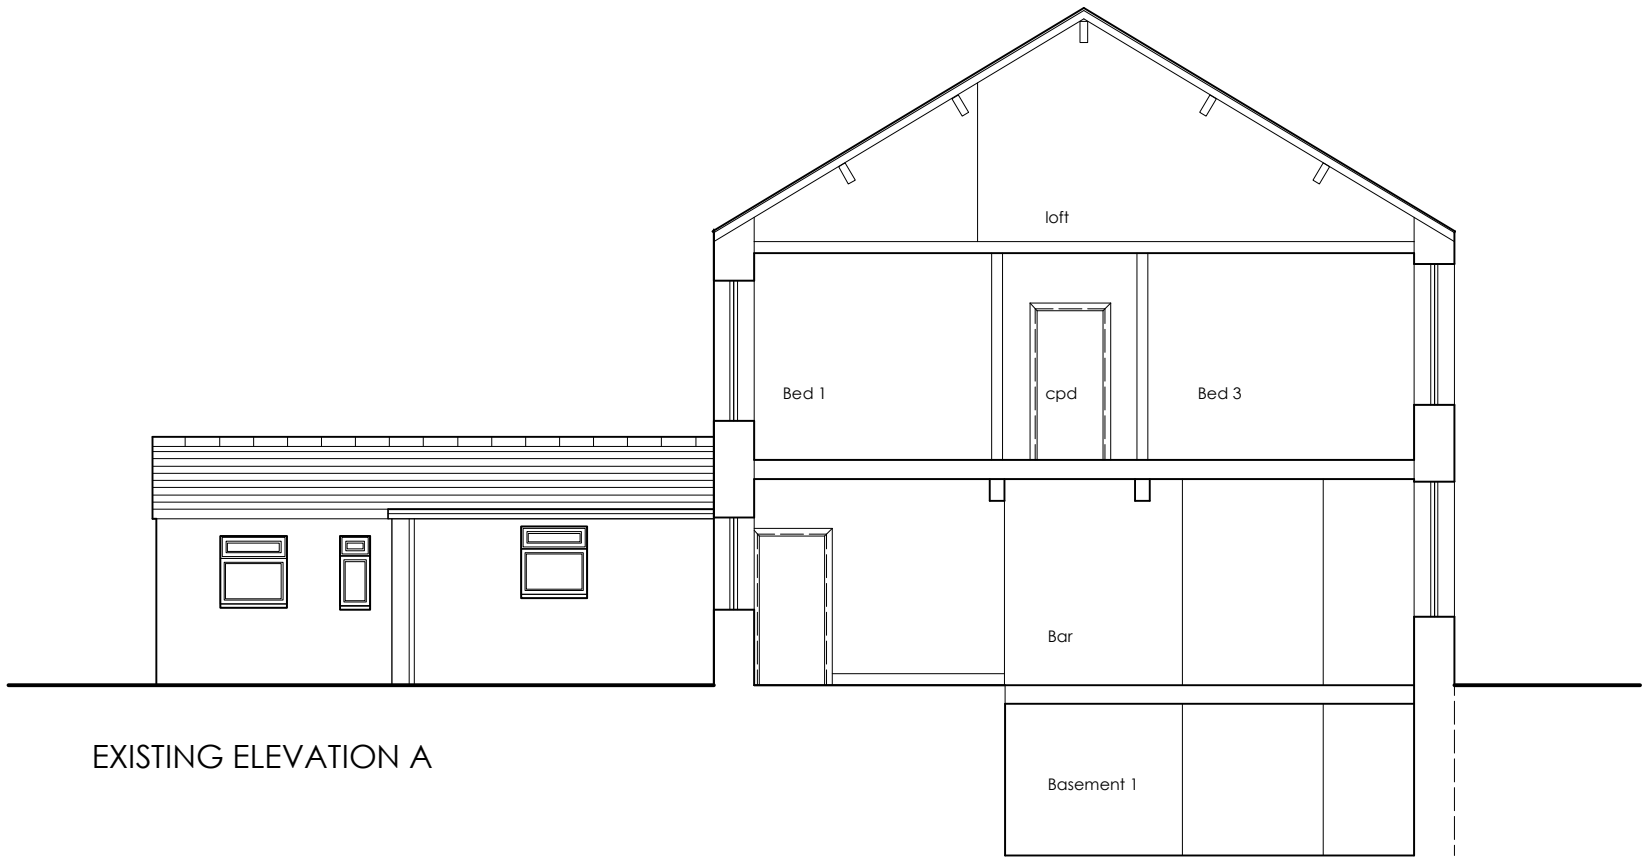 loft
Bed 1
cpd
Bed 3
Bar
EXISTING ELEVATION A
Basement 1